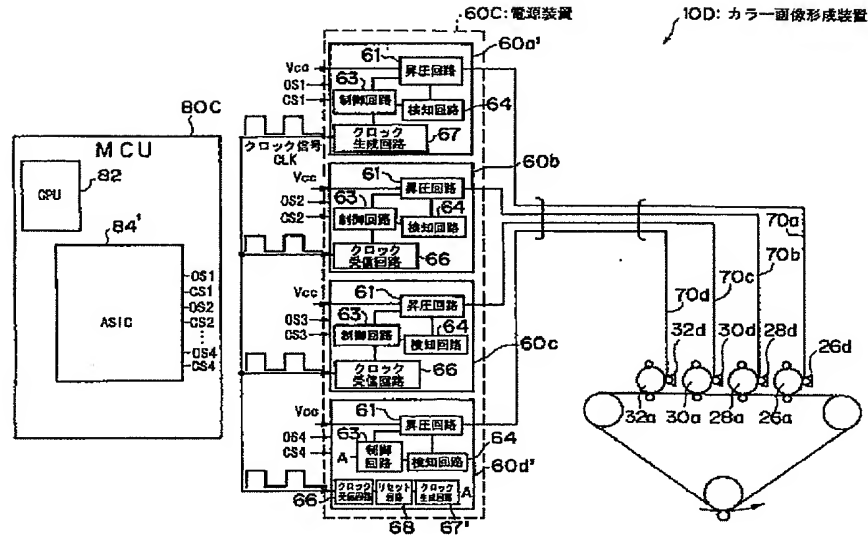 60C:電源装置
10D:カラー画像形成装置
80C
MCU
CPU
82
84'
ASIC
OS1
CS1
OS2
CS2
OS4
CS4
クロック信号
CLK
60a'
Vcc
OS1
CS1
61
昇圧回路
63
制御回路
検知回路
64
クロック
生成回路
67
60b
Vcc
OS2
CS2
61
昇圧回路
63
制御回路
64
検知回路
クロック
受信回路
66
60c
Vcc
OS3
CS3
61
昇圧回路
63
制御回路
64
検知回路
クロック
受信回路
66
Vcc
OS4
CS4
61
昇圧回路
63
A
制御
回路
検知回路
64
60d'
クロック
受信回路
リセット
回路
クロック
生成回路
A
66
68
67'
70a
70b
70c
70d
32d
30d
28d
26d
32a
30a
28a
26a